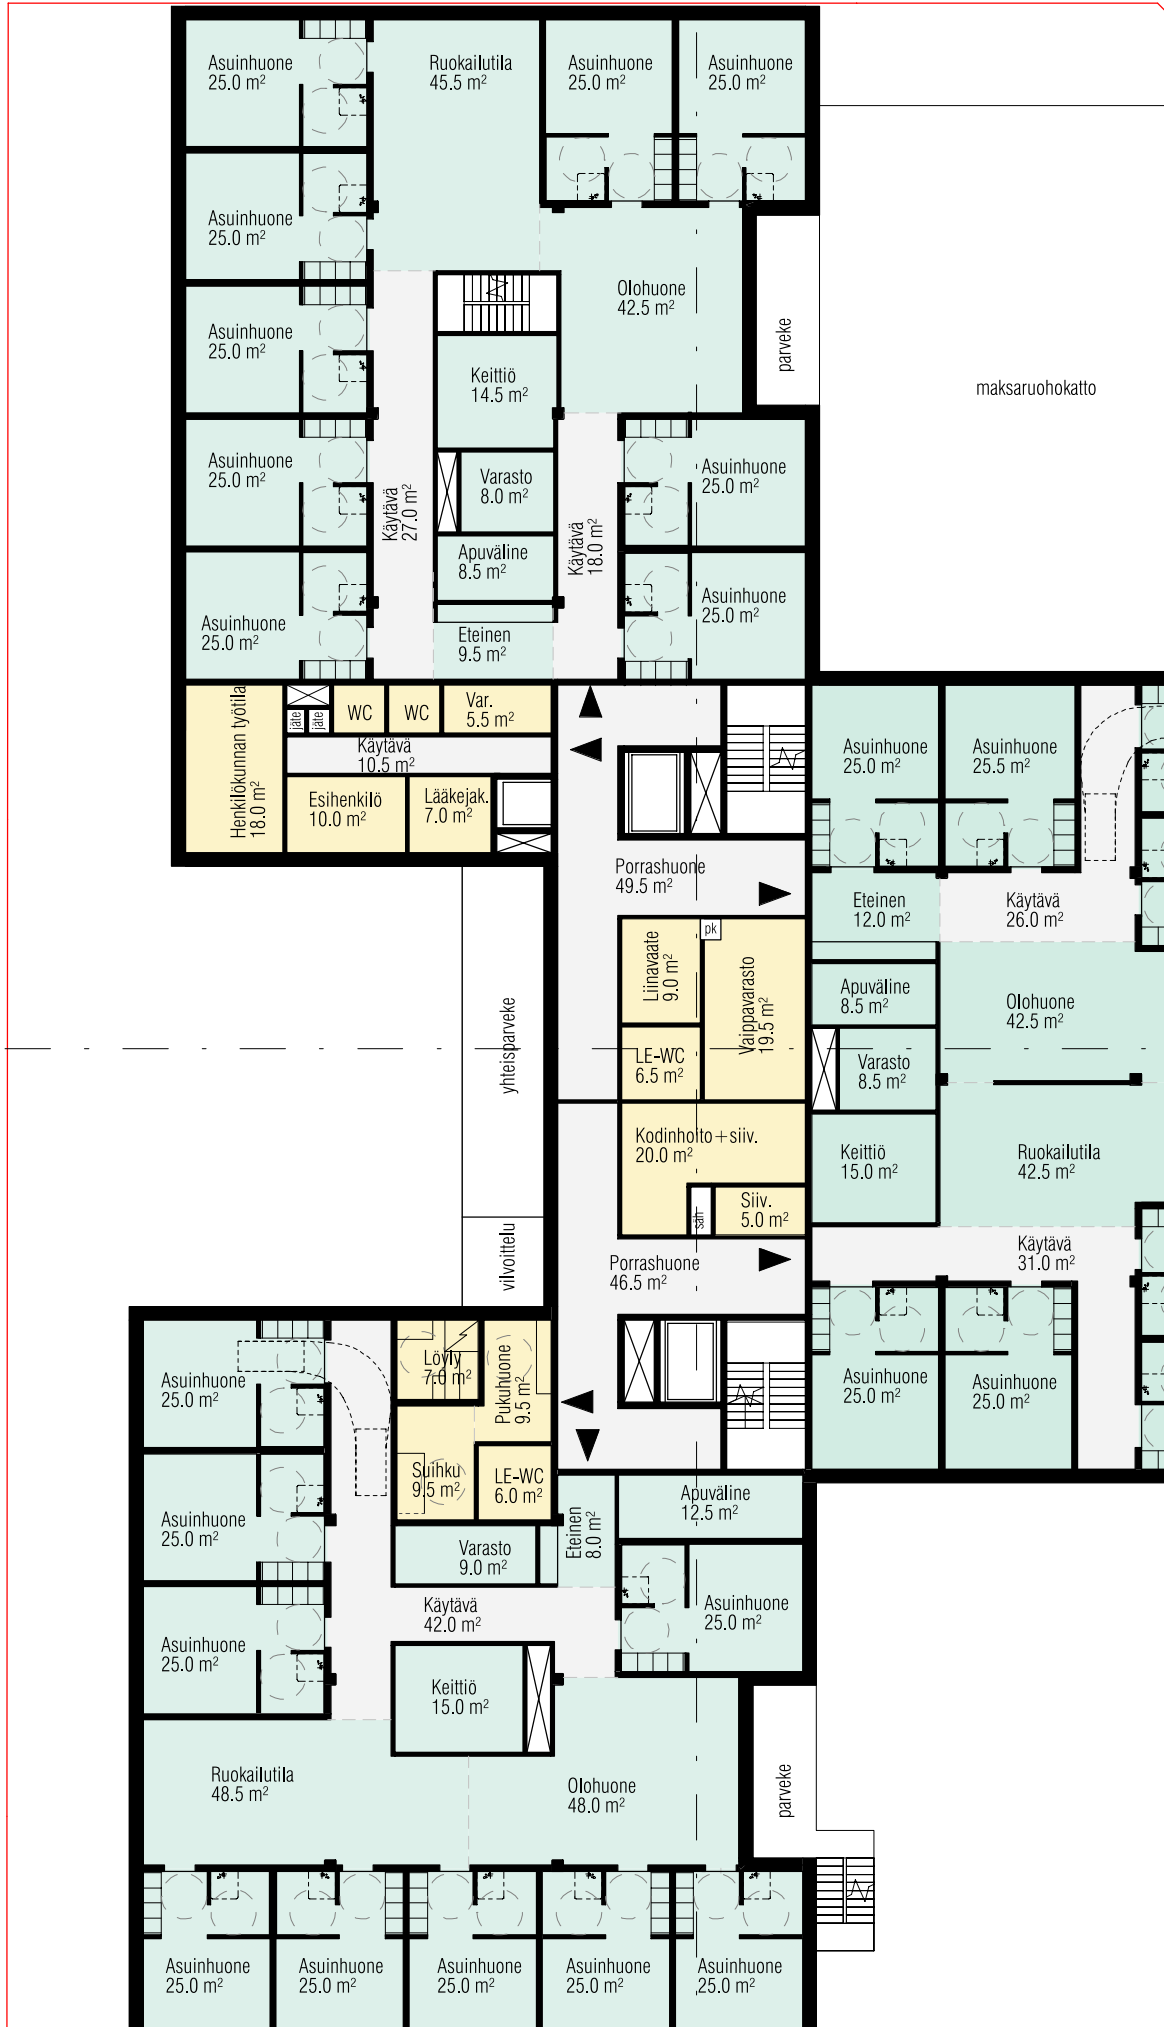 Asuinhuone
25.0 m²
Ruokailutila
45.5 m²
Asuinhuone
25.0 m²
Asuinhuone
25.0 m²
Asuinhuone
25.0 m²
Olohuone
42.5 m²
Asuinhuone
25.0 m²
parveke
Keittiö
14.5 m²
maksaruohokatto
Asuinhuone
25.0 m²
Varasto
8.0 m²
Asuinhuone
25.0 m²
Käytävä
27.0 m²
Käytävä
18.0 m²
Apuväline
8.5 m²
Asuinhuone
25.0 m²
Asuinhuone
25.0 m²
Eteinen
9.5 m²
Henkilökunnan työtila
18.0 m²
jäte
jäte
WC
WC
Var.
5.5 m²
Käytävä
10.5 m²
Esihenkilö
10.0 m²
Lääkejak.
7.0 m²
Asuinhuone
25.0 m²
Asuinhuone
25.5 m²
Porrashuone
49.5 m²
Eteinen
12.0 m²
Käytävä
26.0 m²
pk
Liinavaate
9.0 m²
Vaippavarasto
19.5 m²
Apuväline
8.5 m²
Olohuone
42.5 m²
yhteisparveke
LE-WC
6.5 m²
Varasto
8.5 m²
Kodinhoito+siiv.
20.0 m²
Keittiö
15.0 m²
Ruokailutila
42.5 m²
säh
Siiv.
5.0 m²
vilvoittelu
Porrashuone
46.5 m²
Käytävä
31.0 m²
Asuinhuone
25.0 m²
Löyly
7.0 m²
Pukuhuone
9.5 m²
Asuinhuone
25.0 m²
Asuinhuone
25.0 m²
Suihku
9.5 m²
LE-WC
6.0 m²
Apuväline
12.5 m²
Asuinhuone
25.0 m²
Varasto
9.0 m²
Eteinen
8.0 m²
Käytävä
42.0 m²
Asuinhuone
25.0 m²
Asuinhuone
25.0 m²
Keittiö
15.0 m²
Ruokailutila
48.5 m²
Olohuone
48.0 m²
parveke
Asuinhuone
25.0 m²
Asuinhuone
25.0 m²
Asuinhuone
25.0 m²
Asuinhuone
25.0 m²
Asuinhuone
25.0 m²